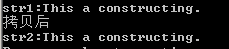 str1:This a constructing.
拷贝后
str2:This a constructing.